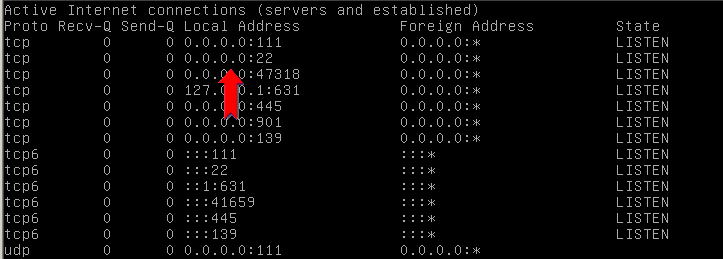 Active Internet connections (servers and established)
Proto Recv-Q Send-Q Local Address Foreign Address State
tcp 0 0 0.0.0.0:111 0.0.0.0:* LISTEN
tcp 0 0 0.0.0.0:22 0.0.0.0:* LISTEN
tcp 0 0 0.0.0.0:47318 0.0.0.0:* LISTEN
tcp 0 0 127.0.0.1:631 0.0.0.0:* LISTEN
tcp 0 0 0.0.0.0:445 0.0.0.0:* LISTEN
tcp 0 0 0.0.0.0:901 0.0.0.0:* LISTEN
tcp 0 0 0.0.0.0:139 0.0.0.0:* LISTEN
tcp6 0 0 :::111 :::* LISTEN
tcp6 0 0 :::22 :::* LISTEN
tcp6 0 0 ::1:631 :::* LISTEN
tcp6 0 0 :::41659 :::* LISTEN
tcp6 0 0 :::445 :::* LISTEN
tcp6 0 0 :::139 :::* LISTEN
udp 0 0 0.0.0.0:111 0.0.0.0:*